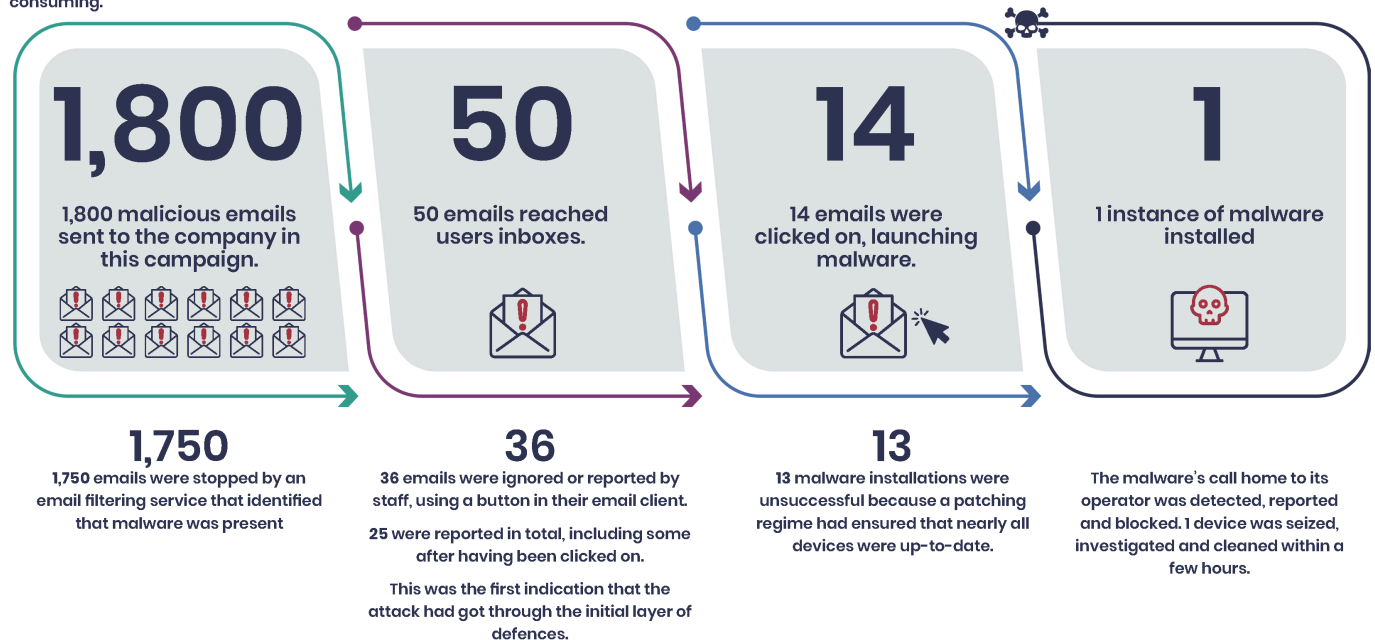 consuming.
1,800
1,800 malicious emails
sent to the company in
this campaign.
50
50 emails reached
users inboxes.
14
14 emails were
clicked on, launching
malware.
1
1 instance of malware
installed
1,750
1,750 emails were stopped by an
email filtering service that identified
that malware was present
36
36 emails were ignored or reported by
staff, using a button in their email client.
25 were reported in total, including some
after having been clicked on.
This was the first indication that the
attack had got through the initial layer of
defences.
13
13 malware installations were
unsuccessful because a patching
regime had ensured that nearly all
devices were up-to-date.
The malware's call home to its
operator was detected, reported
and blocked. 1 device was seized,
investigated and cleaned within a
few hours.